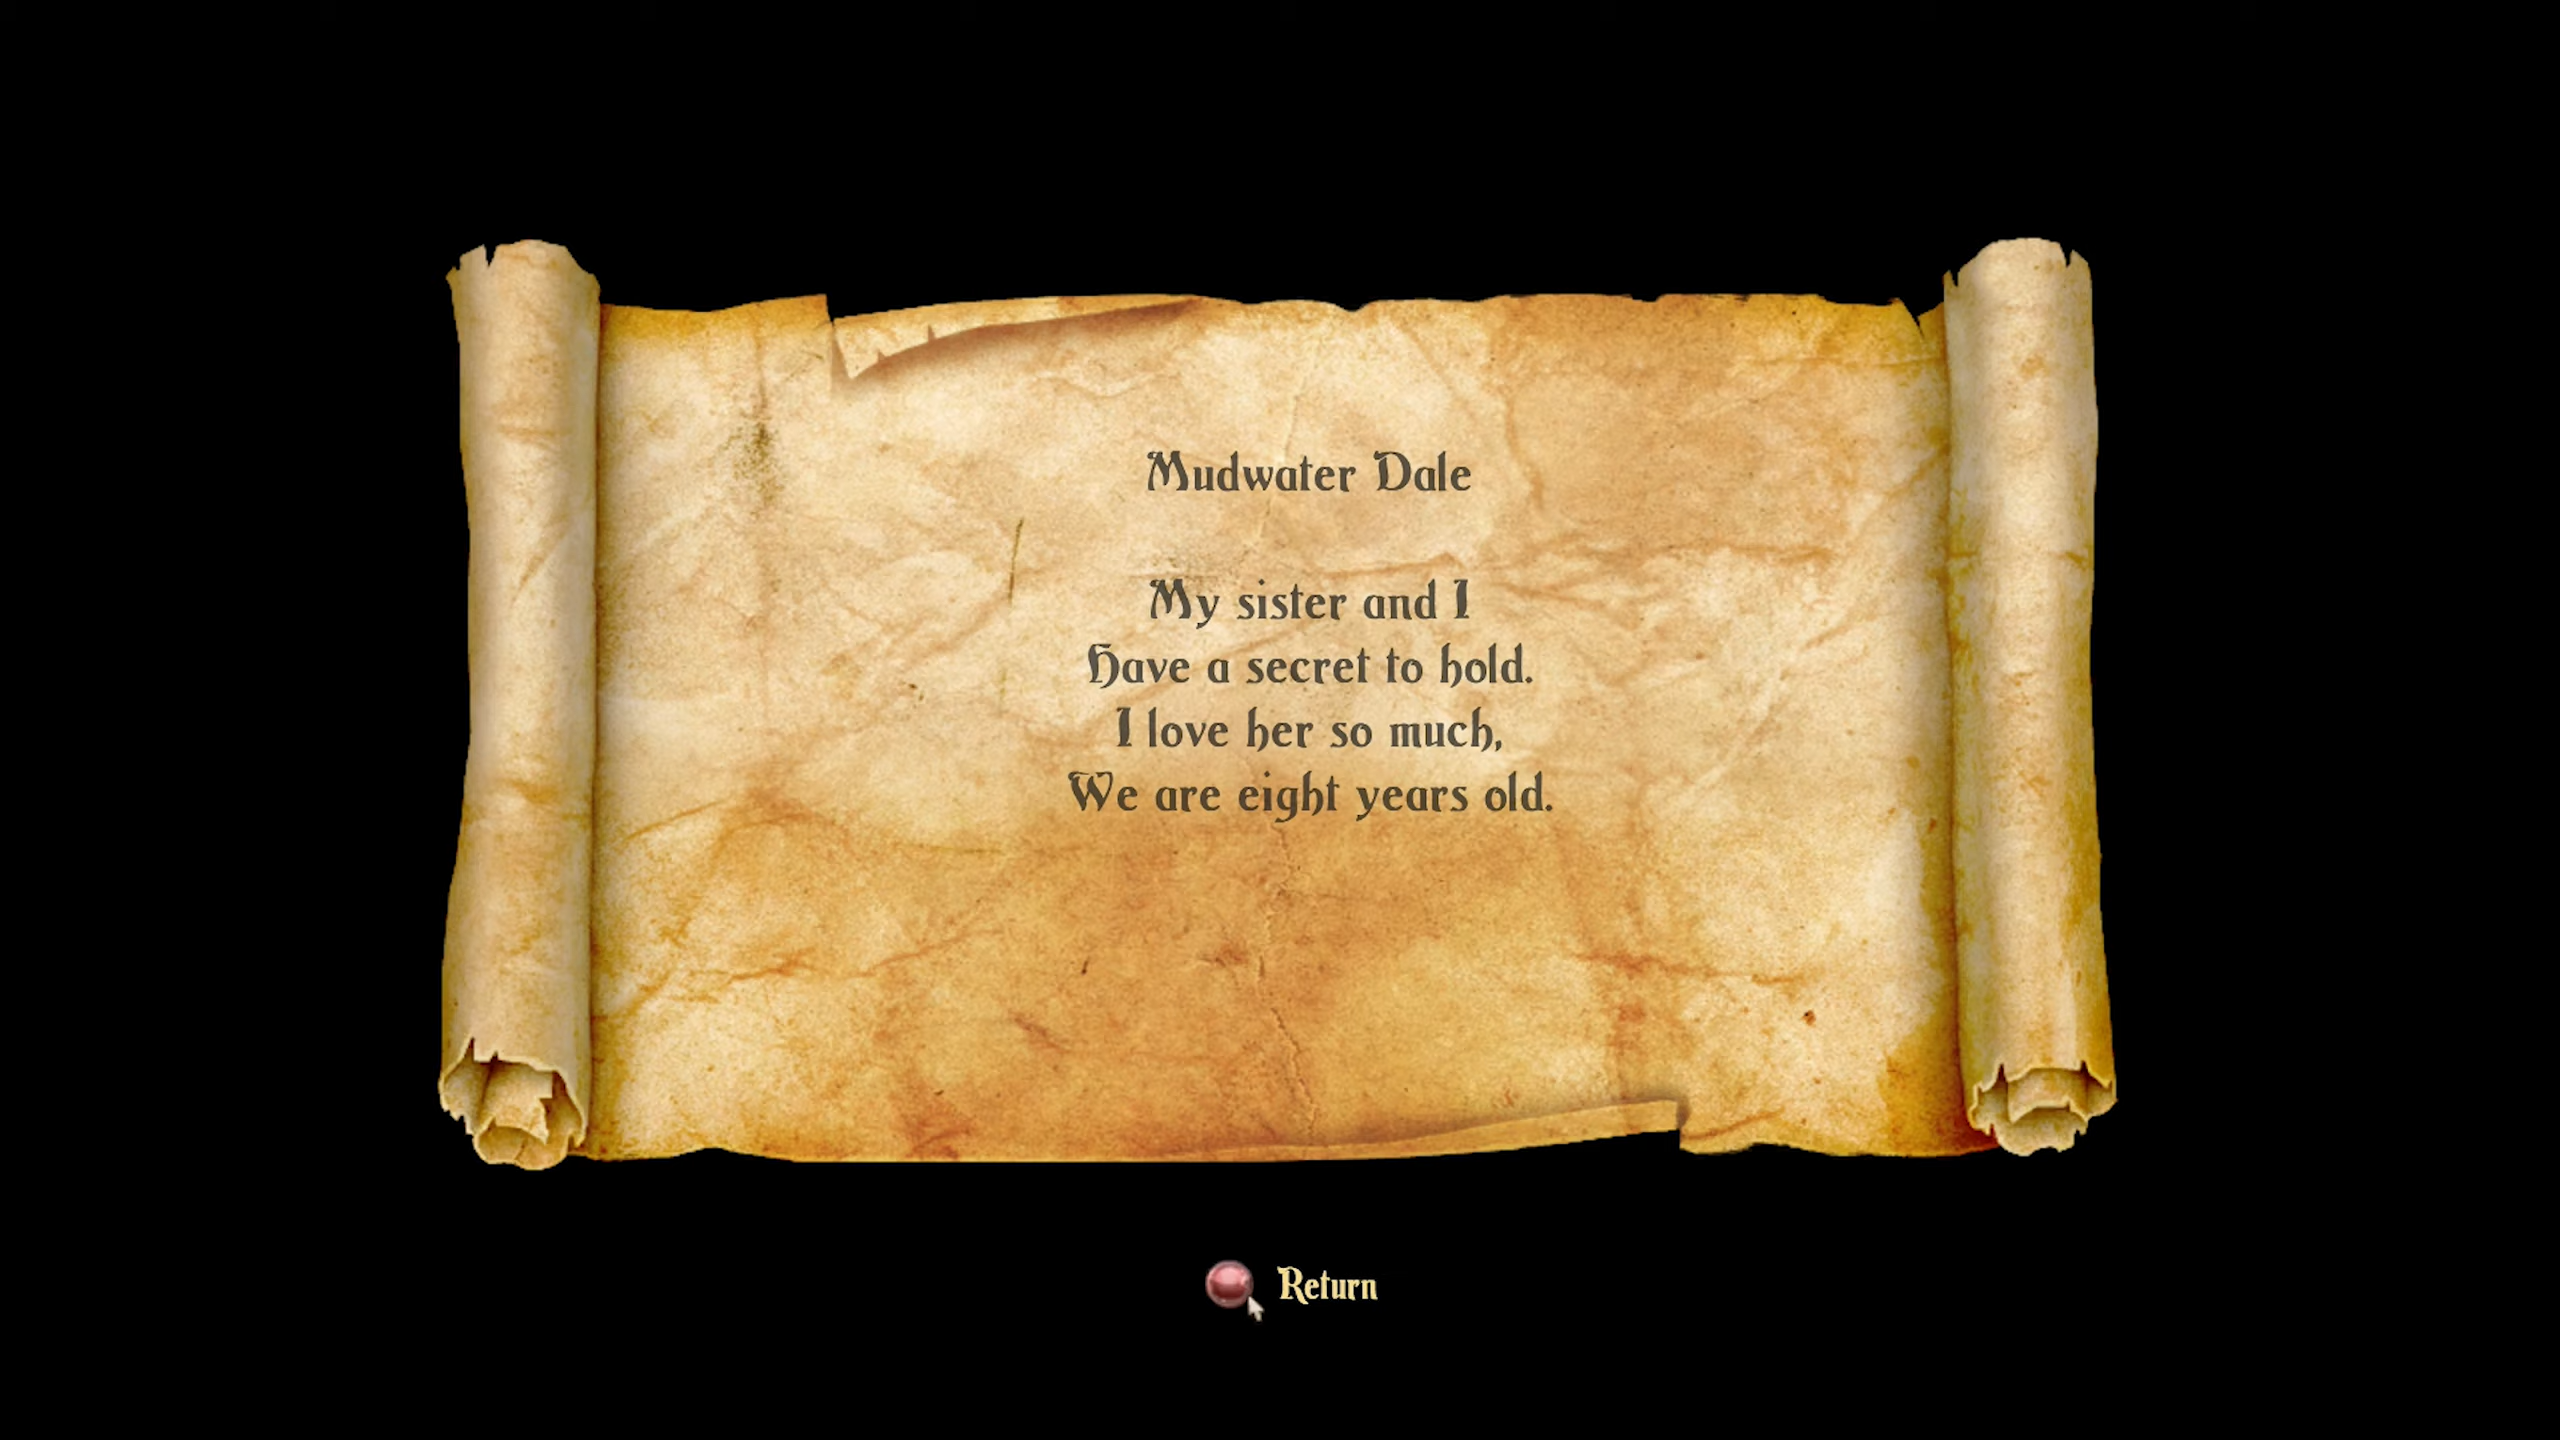 Mudwater Dale
My sister and I
Have a secret to hold.
I love her so much,
We are eight years old.
Return